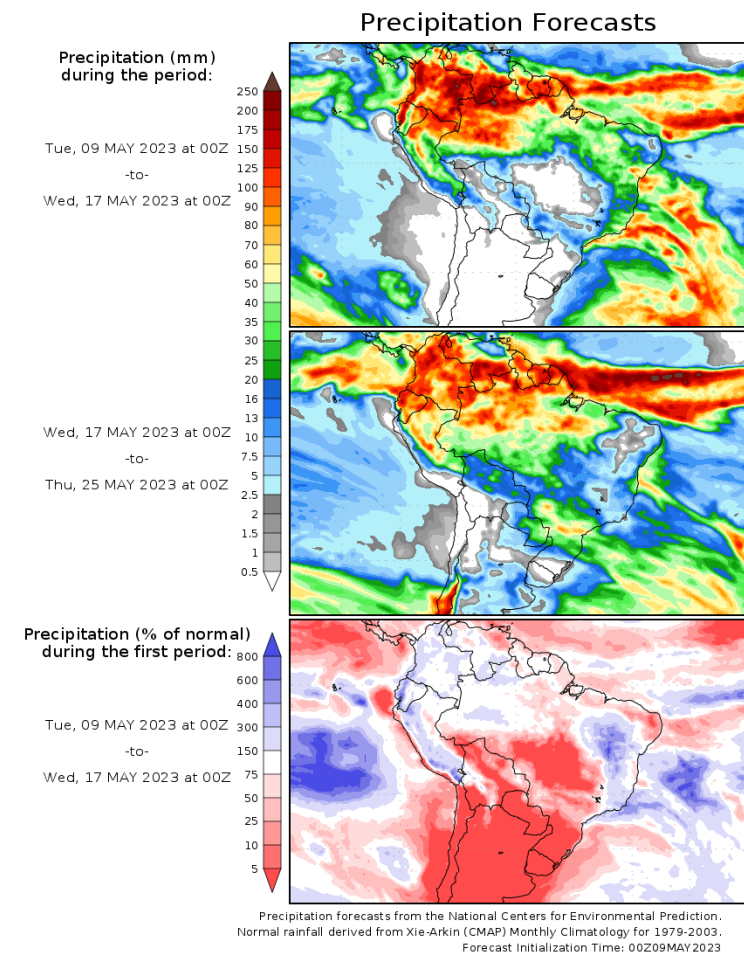 Precipitation Forecasts
Precipitation (mm)
during the period:
250
200
175
150
125
100
90
80
70
60
50
40
35
30
25
20
16
13
10
7.5
5
2.5
2
1.5
1
0.5
Tue, 09 MAY 2023 at 00Z
-to-
Wed, 17 MAY 2023 at 00Z
Wed, 17 MAY 2023 at 00Z
-to-
Thu, 25 MAY 2023 at 00Z
Precipitation (% of normal)
during the first period:
800
600
400
300
150
75
50
25
10
5
Tue, 09 MAY 2023 at 00Z
-to-
Wed, 17 MAY 2023 at 00Z
Precipitation forecasts from the National Centers for Environmental Prediction.
Normal rainfall derived from Xie-Arkin (CMAP) Monthly Climatology for 1979-2003.
Forecast Initialization Time: 00Z09MAY2023